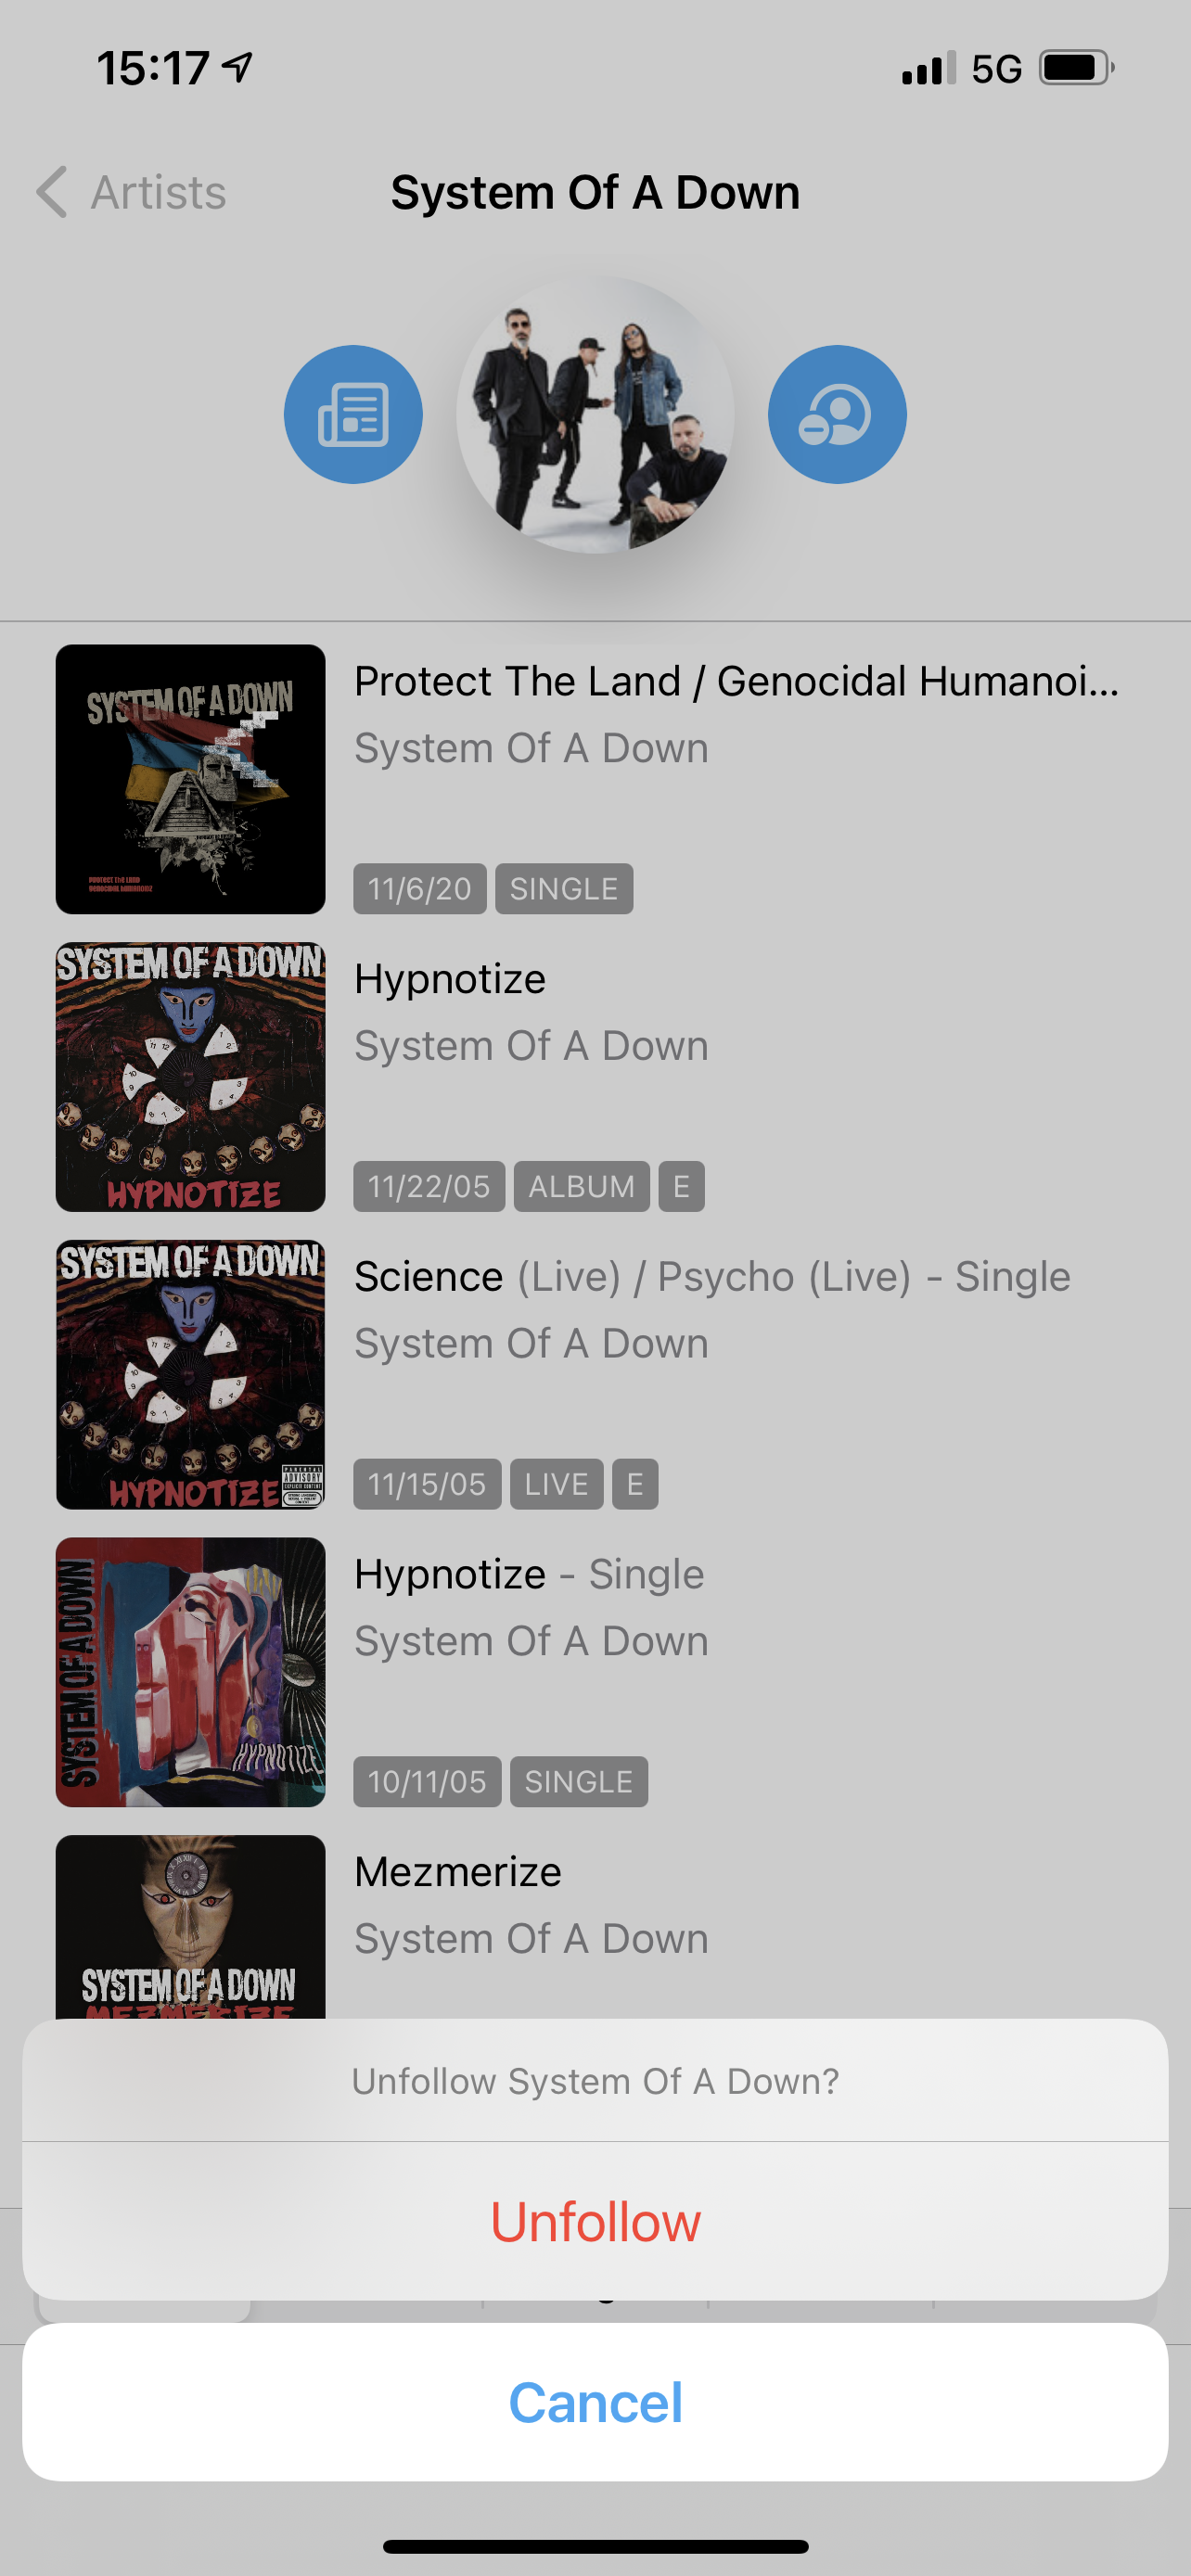 15:17
5G
Artists
System Of A Down
SYSTEM OF A DOWN
PROTECT THE LAND
GENOCIDAL HUMANOIDZ
Protect The Land / Genocidal Humanoi...
System Of A Down
11/6/20 SINGLE
SYSTEM OF A DOWN
HYPNOTIZE
Hypnotize
System Of A Down
11/22/05 ALBUM E
SYSTEM OF A DOWN
HYPNOTIZE
PARENTAL
ADVISORY
EXPLICIT CONTENT
Science (Live) / Psycho (Live) - Single
System Of A Down
11/15/05 LIVE E
SYSTEM OF A DOWN
HYPNOTIZE
Hypnotize - Single
System Of A Down
10/11/05 SINGLE
SYSTEM OF A DOWN
MEZMERIZE
Mezmerize
System Of A Down
Unfollow System Of A Down?
Unfollow
Cancel